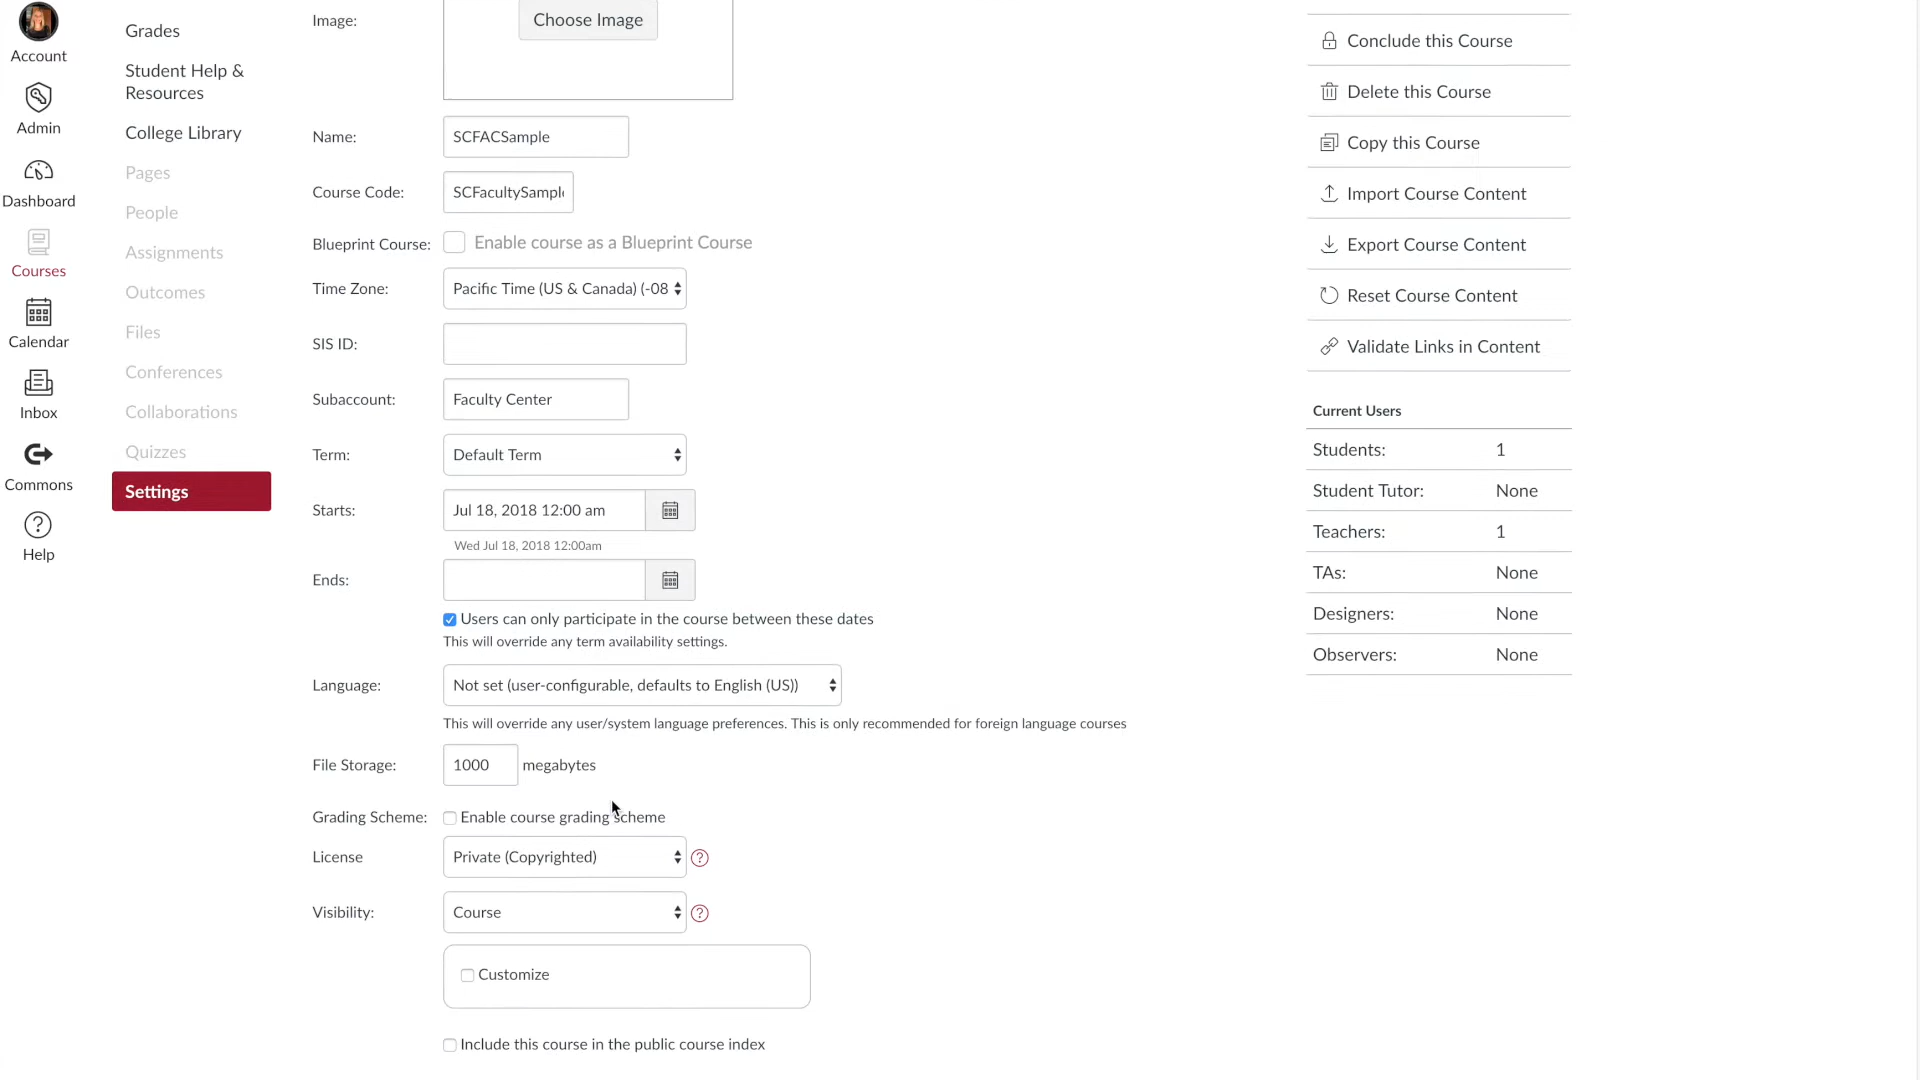 Account
Admin
Dashboard
Courses
Calendar
Inbox
Commons
Help
Grades
Student Help &
Resources
College Library
Pages
People
Assignments
Outcomes
Files
Conferences
Collaborations
Quizzes
Settings
Image:
Choose Image
Name:
SCFACSample
Course Code:
SCFacultySampl
Blueprint Course:
Enable course as a Blueprint Course
Time Zone:
Pacific Time (US & Canada) (-08
SIS ID:
Subaccount:
Faculty Center
Term:
Default Term
Starts:
Jul 18, 2018 12:00 am
Wed Jul 18, 2018 12:00am
Ends:
Users can only participate in the course between these dates
This will override any term availability settings.
Language:
Not set (user-configurable, defaults to English (US))
This will override any user/system language preferences. This is only recommended for foreign language courses
File Storage:
1000 megabytes
Grading Scheme:
Enable course grading scheme
License
Private (Copyrighted)
?
Visibility:
Course
?
Customize
Include this course in the public course index
Conclude this Course
Delete this Course
Copy this Course
Import Course Content
Export Course Content
Reset Course Content
Validate Links in Content
Current Users
Students: 1
Student Tutor: None
Teachers: 1
TAs: None
Designers: None
Observers: None